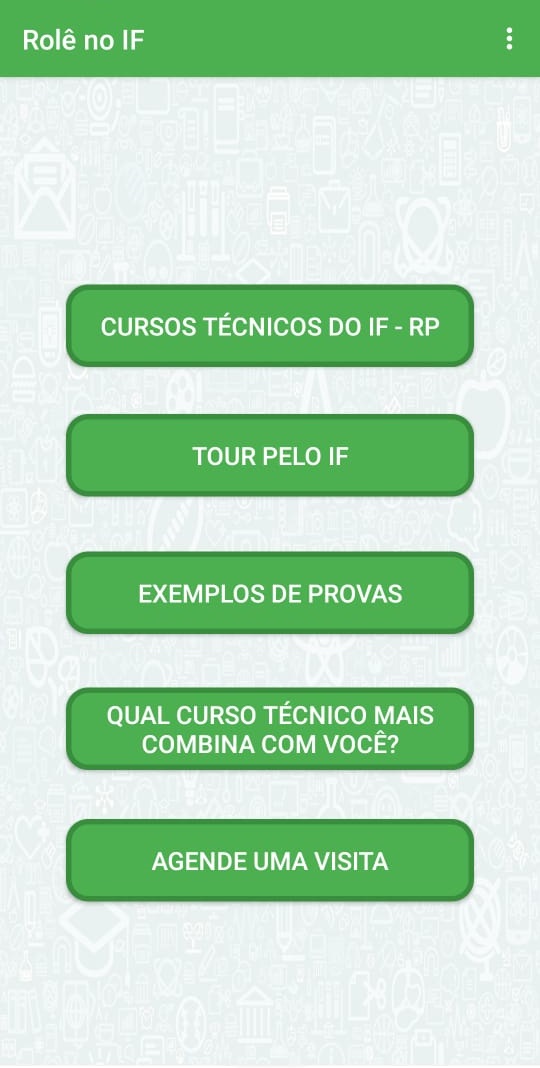 Rolê no IF
CURSOS TÉCNICOS DO IF - RP
TOUR PELO IF
EXEMPLOS DE PROVAS
QUAL CURSO TÉCNICO MAIS
COMBINA COM VOCÊ?
AGENDE UMA VISITA